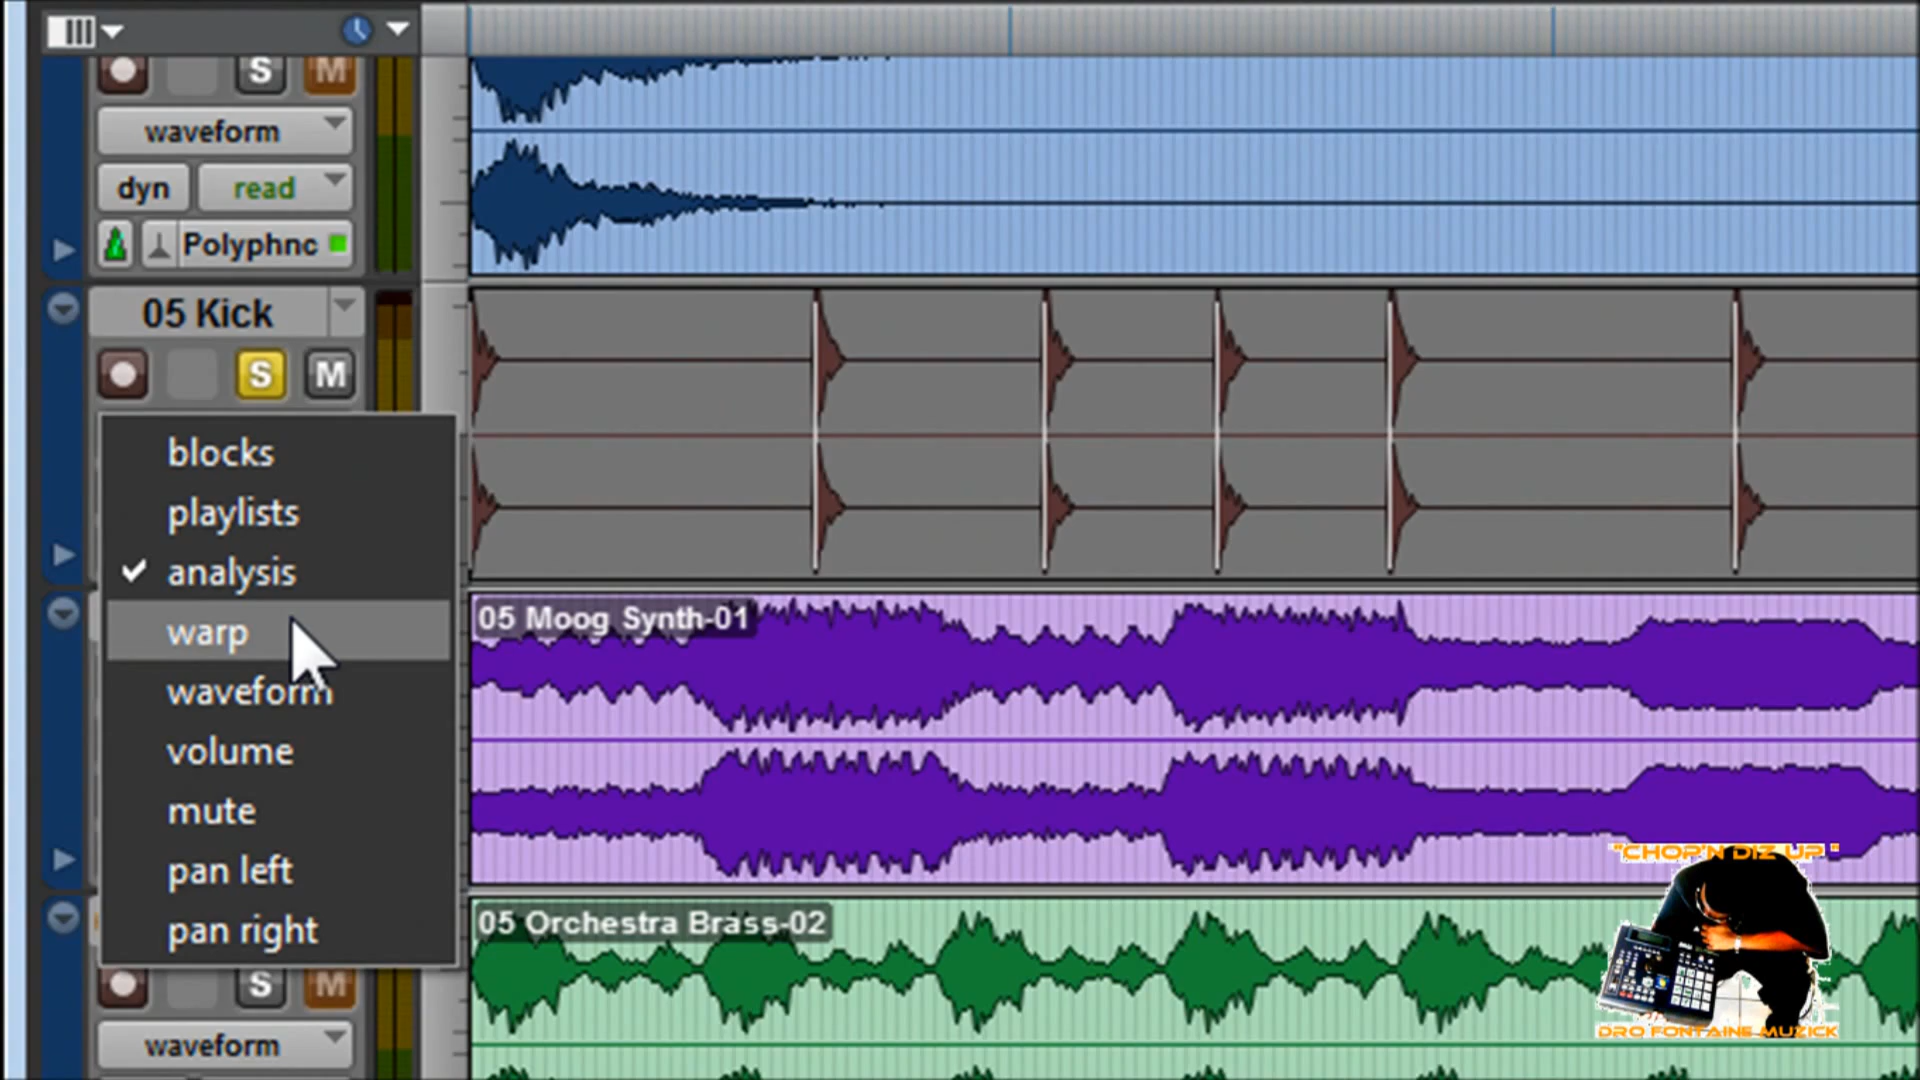 S M
waveform
dyn read
Polyphnc
05 Kick
S M
blocks
playlists
analysis
warp
waveform
volume
mute
pan left
pan right
S M
waveform
05 Moog Synth-01
05 Orchestra Brass-02
"CHOP'N DIZ UP"
DRO FONTAINE MUZICK